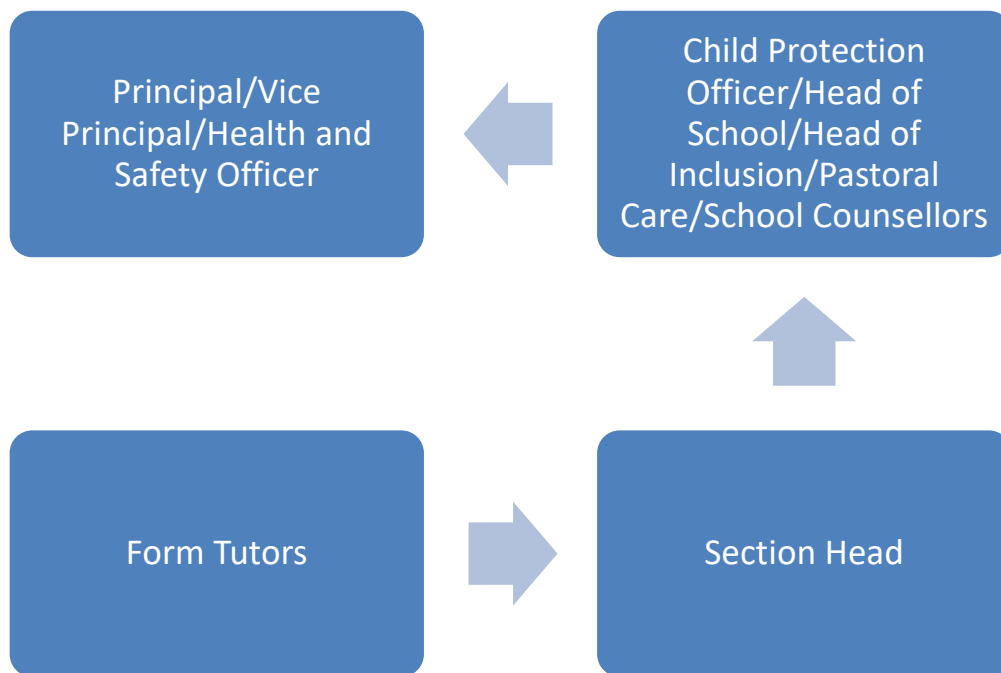 Principal/Vice
Principal/Health and
Safety Officer
Child Protection
Officer/Head of
School/Head of
Inclusion/Pastoral
Care/School Counsellors
Form Tutors
Section Head